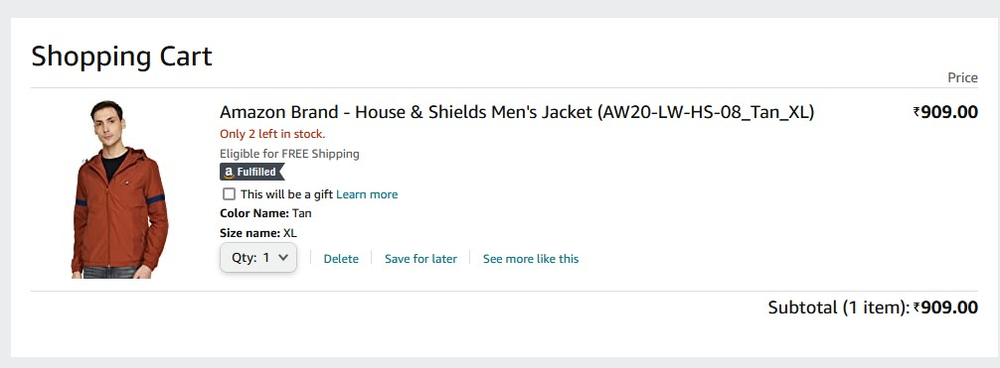 Shopping Cart
Price
Amazon Brand - House & Shields Men's Jacket (AW20-LW-HS-08_Tan_XL)
₹909.00
Only 2 left in stock.
Eligible for FREE Shipping
a Fulfilled
This will be a gift Learn more
Color Name: Tan
Size name: XL
Qty: 1 Delete Save for later See more like this
Subtotal (1 item): ₹909.00